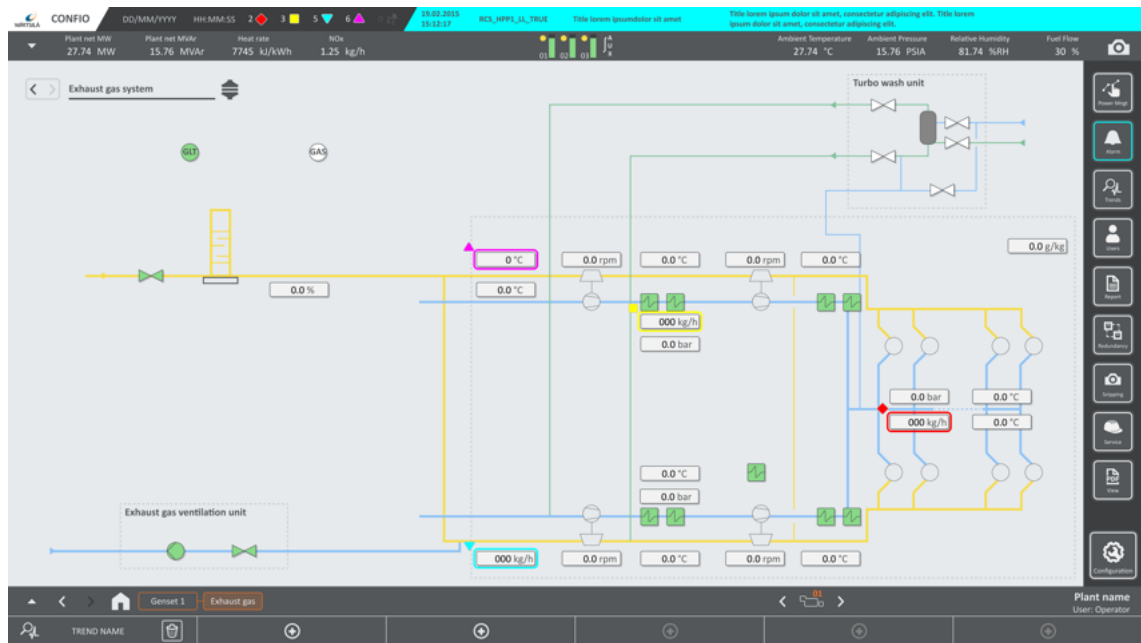 WÄRTSILÄ
CONFIO
DD/MM/YYYY HH:MM:SS 2 3 5 6
19.02.2015
15:12:17
RCS_HPP1_LL_TRUE
Title lorem ipsumdolor sit amet
Title lorem ipsum dolor sit amet, consectetur adipiscing elit. Title lorem
ipsum dolor sit amet, consectetur adipiscing elit.
Plant net MW
27.74 MW
Plant net MVAr
15.76 MVAr
Heat rate
7745 kJ/kWh
NOx
1.25 kg/h
01 02 03 AUX
Ambient Temperature
27.74 °C
Ambient Pressure
15.76 PSIA
Relative Humidity
81.74 %RH
Fuel Flow
30 %
Exhaust gas system
Turbo wash unit
GLT
GAS
0.0 g/kg
0 °C
0.0 rpm
0.0 °C
0.0 rpm
0.0 °C
0.0 %
0.0 °C
000 kg/h
0.0 bar
0.0 bar
0.0 °C
000 kg/h
0.0 °C
0.0 °C
0.0 bar
Exhaust gas ventilation unit
000 kg/h
0.0 rpm
0.0 °C
0.0 rpm
0.0 °C
Power Mngt
Alarm
Trends
Users
Report
Redundancy
Snipping
Service
PDF
View
Configuration
Genset 1
Exhaust gas
01
Plant name
User: Operator
TREND NAME